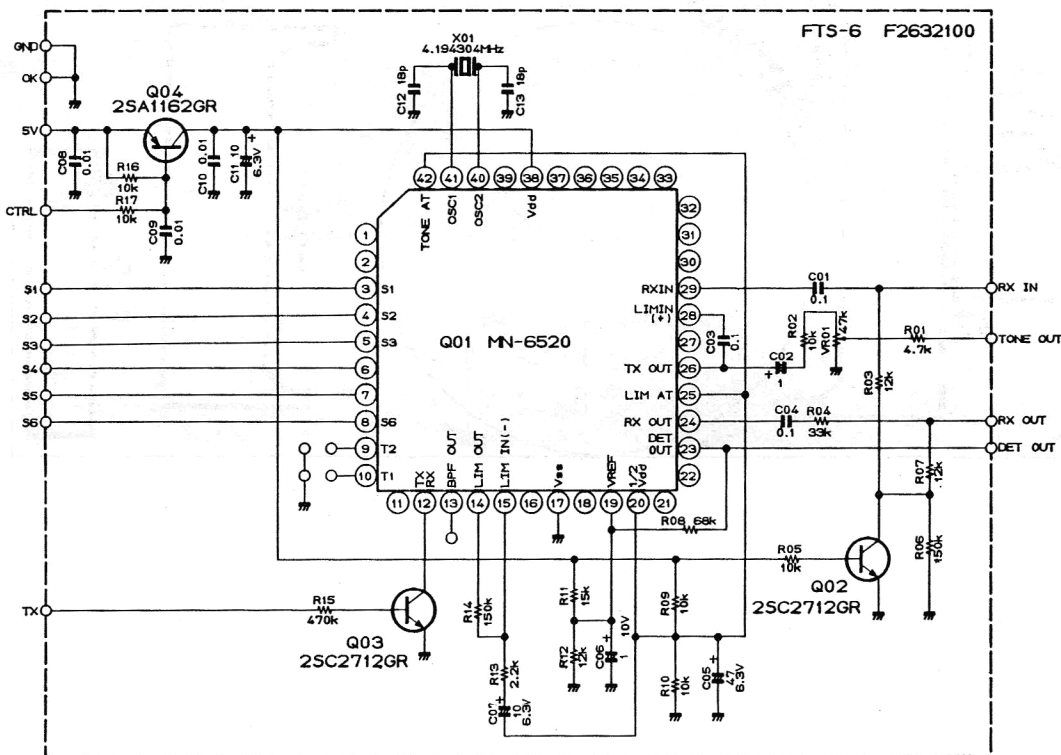 FTS-6 F2632100
GND
OK
5V
CTRL
S1
S2
S3
S4
S5
S6
TX
Q04
2SA1162GR
C08
0.01
R16
10k
R17
10k
C09
0.01
C10
0.01
C11
10
6.3V
X01
4.194304MHz
C12
18p
C13
18p
42
41
40
39
38
37
36
35
34
33
TONE AT
OSC1
OSC2
Vdd
1
2
3
4
5
6
7
8
9
10
S1
S2
S3
S6
T2
T1
Q01 MN-6520
32
31
30
29
28
27
26
25
24
23
22
RXIN
LIMIN
(+)
TX OUT
LIM AT
RX OUT
DET
OUT
TX
RX
BPF OUT
LIM OUT
LIM IN(-)
Vss
VREF
1/2
Vdd
11
12
13
14
15
16
17
18
19
20
21
C01
0.1
C03
0.1
R02
10k
VR01
47k
C02
+
1
R01
4.7k
R03
12k
C04
0.1
R04
33k
R07
12k
R06
150k
R08 68k
R05
10k
Q02
2SC2712GR
RX IN
TONE OUT
RX OUT
DET OUT
R15
470k
Q03
2SC2712GR
R14
150k
R13
2.2k
C07
+
10
6.3V
R11
15k
R12
12k
C06
+
1
10V
R09
10k
R10
10k
C05
+
47
6.3V